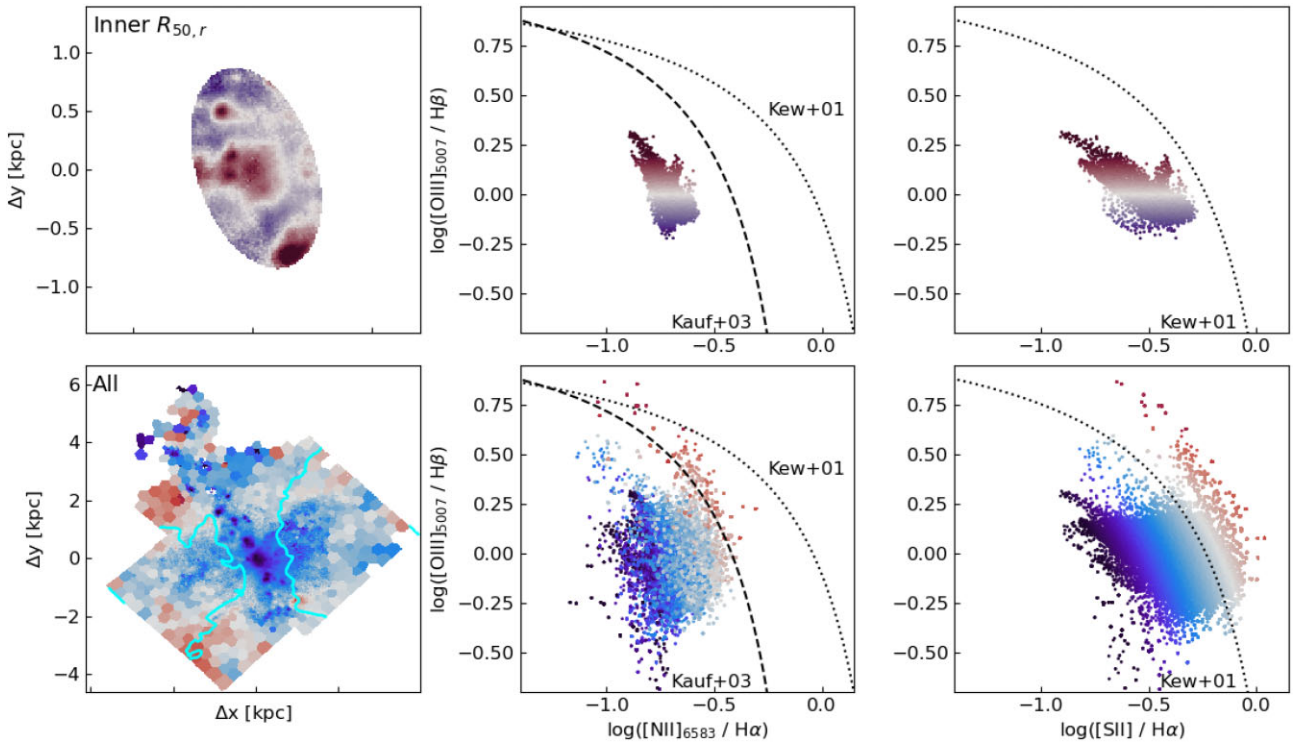 Inner R50,r
1.0
0.5
0.0
−0.5
−1.0
Δy [kpc]
0.75
0.50
0.25
0.00
−0.25
−0.50
log([OIII]5007 / Hβ)
Kew+01
Kauf+03
−1.0 −0.5 0.0
0.75
0.50
0.25
0.00
−0.25
−0.50
Kew+01
−1.0 −0.5 0.0
All
6
4
2
0
−2
−4
Δy [kpc]
Δx [kpc]
0.75
0.50
0.25
0.00
−0.25
−0.50
log([OIII]5007 / Hβ)
Kew+01
Kauf+03
−1.0 −0.5 0.0
log([NII]6583 / Hα)
0.75
0.50
0.25
0.00
−0.25
−0.50
Kew+01
−1.0 −0.5 0.0
log([SII] / Hα)